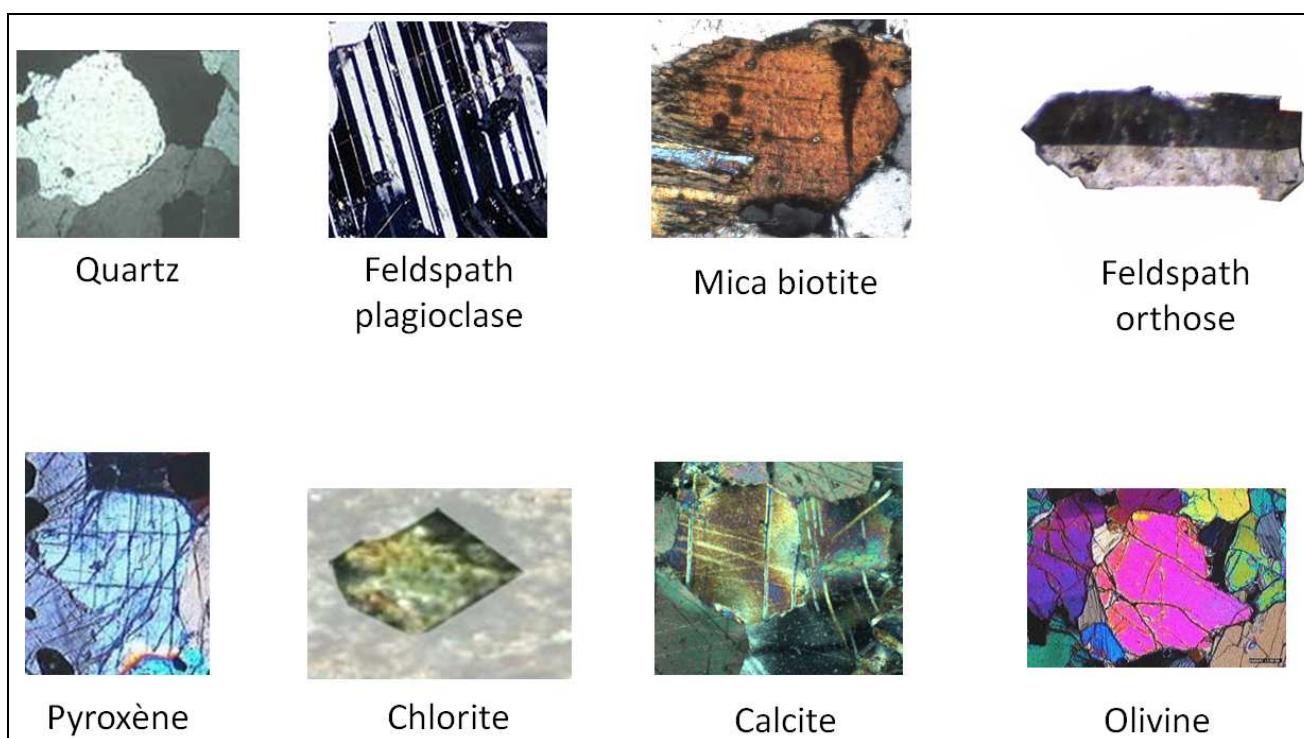 Quartz
Feldspath
plagioclase
Mica biotite
Feldspath
orthose
Pyroxène
Chlorite
Calcite
Olivine